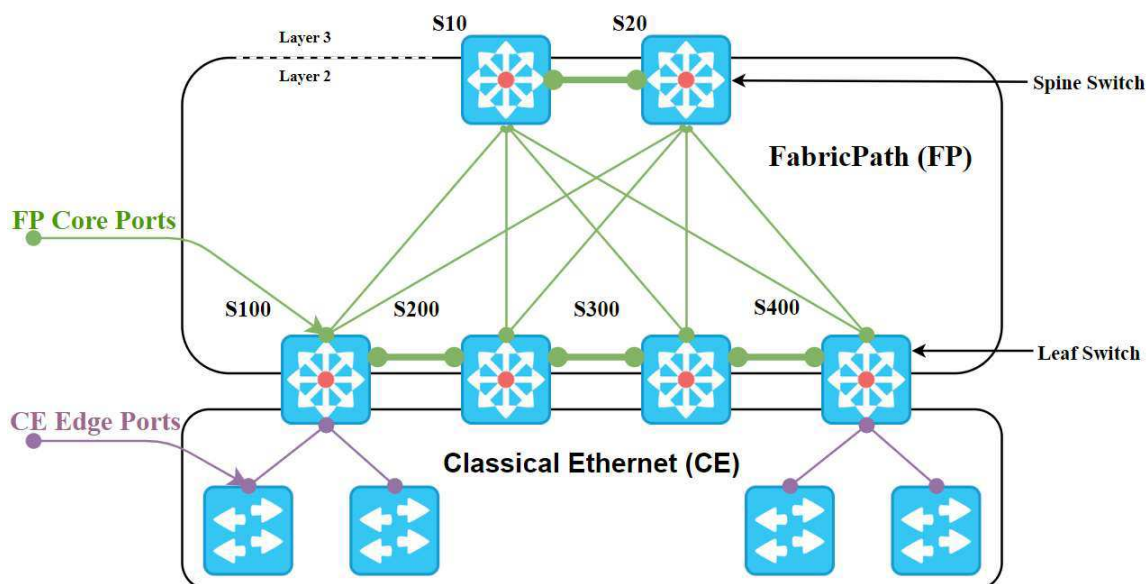 S10
S20
Layer 3
Layer 2
Spine Switch
FabricPath (FP)
FP Core Ports
S100
S200
S300
S400
Leaf Switch
CE Edge Ports
Classical Ethernet (CE)